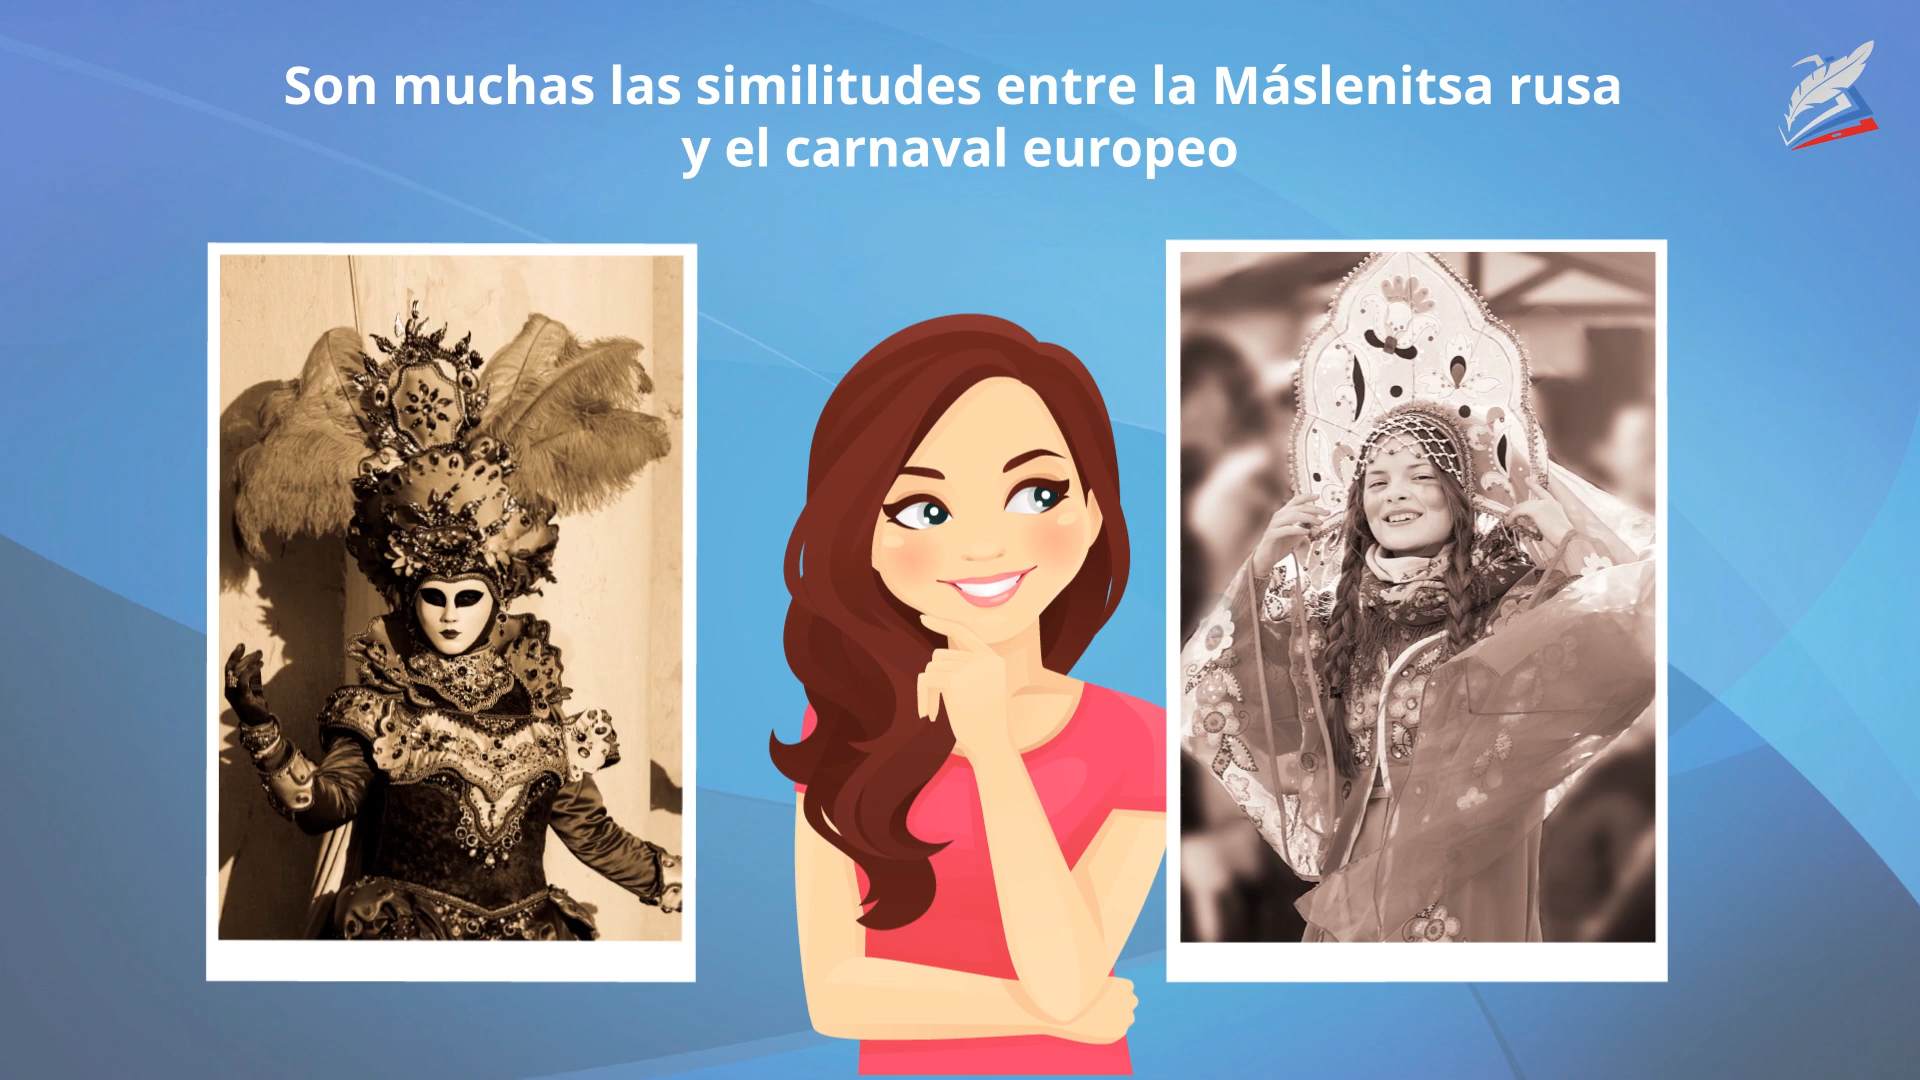 Son muchas las similitudes entre la Máslenitsa rusa
y el carnaval europeo